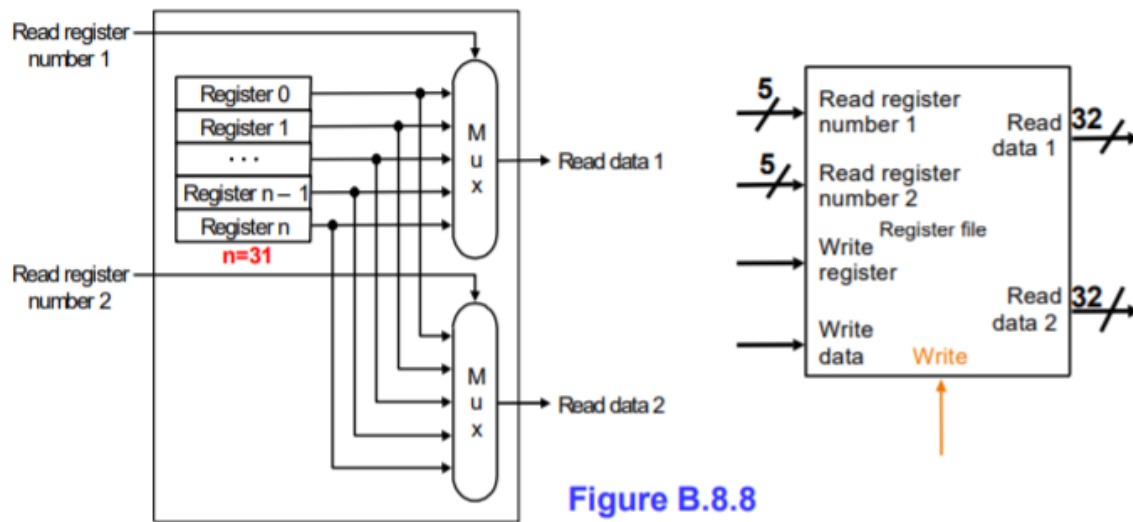 Read register
number 1
Register 0
Register 1
...
Register n – 1
Register n
n=31
Read register
number 2
M
u
x
Read data 1
M
u
x
Read data 2
5
Read register
number 1
5
Read register
number 2
Register file
Write
register
Write
data
Write
Read
data 1
32
Read
data 2
32
Figure B.8.8